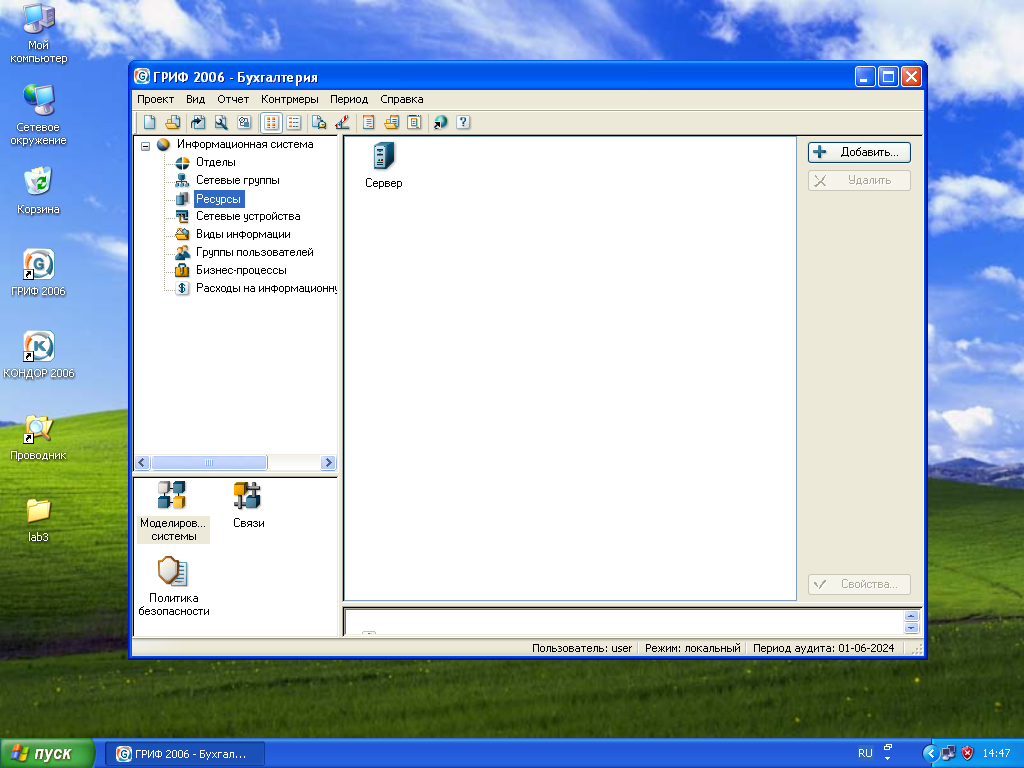 Мой
компьютер
Сетевое
окружение
Корзина
ГРИФ 2006
КОНДОР 2006
Проводник
lab3
ГРИФ 2006 - Бухгалтерия
Проект Вид Отчет Контрмеры Период Справка
Информационная система
Отделы
Сетевые группы
Ресурсы
Сетевые устройства
Виды информации
Группы пользователей
Бизнес-процессы
Расходы на информационну
Моделиров...
системы
Связи
Политика
безопасности
Сервер
Добавить...
Удалить
Свойства...
Пользователь: user Режим: локальный Период аудита: 01-06-2024
пуск
ГРИФ 2006 - Бухгал...
RU
14:47